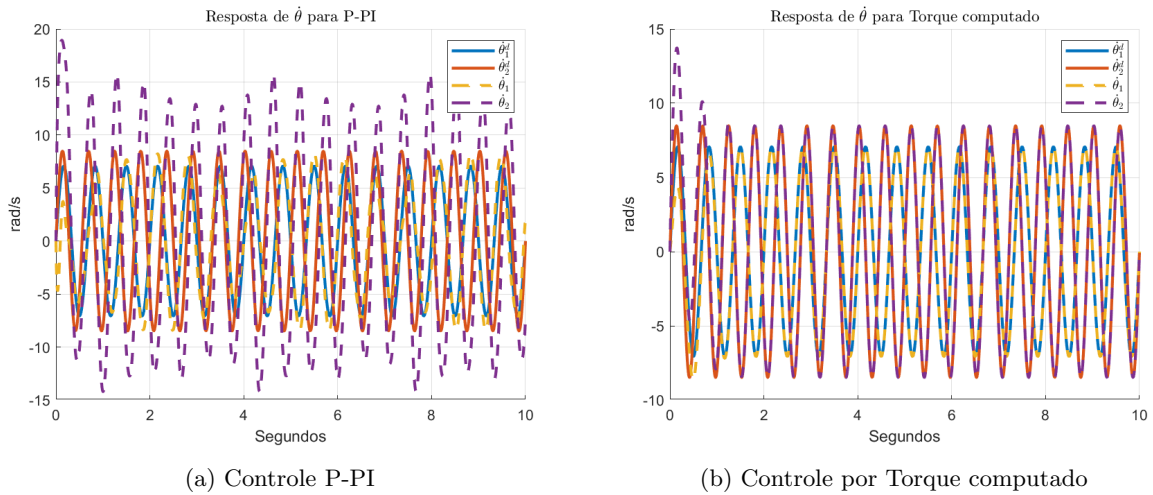 Resposta de θ̇ para P-PI
20
15
10
5
0
-5
-10
-15
rad/s
0 2 4 6 8 10
Segundos
θ̇₁ᵈ
θ̇₂ᵈ
θ̇₁
θ̇₂
(a) Controle P-PI
Resposta de θ̇ para Torque computado
15
10
5
0
-5
-10
rad/s
0 2 4 6 8 10
Segundos
θ̇₁ᵈ
θ̇₂ᵈ
θ̇₁
θ̇₂
(b) Controle por Torque computado